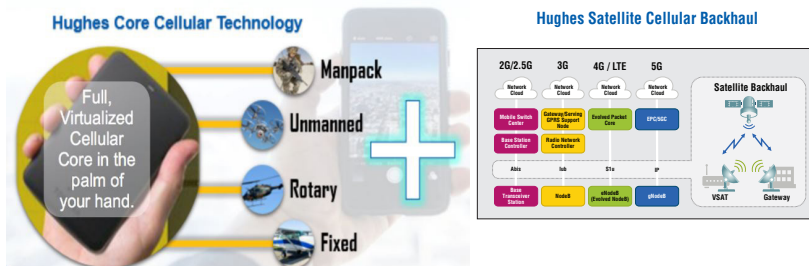 Hughes Core Cellular Technology
Full,
Virtualized
Cellular
Core in the
palm of
your hand.
Manpack
Unmanned
Rotary
Fixed
Hughes Satellite Cellular Backhaul
2G/2.5G 3G 4G / LTE 5G
Network
Cloud
Network
Cloud
Network
Cloud
Network
Cloud
Mobile Switch
Center
Gateway/Serving
GPRS Support
Node
Evolved Packet
Core
EPC/5GC
Base Station
Controller
Radio Network
Controller
Abis Iub S1u
Base
Transceiver
Station
NodeB
eNodeB
(Evolved NodeB)
gNodeB
Satellite Backhaul
VSAT Gateway